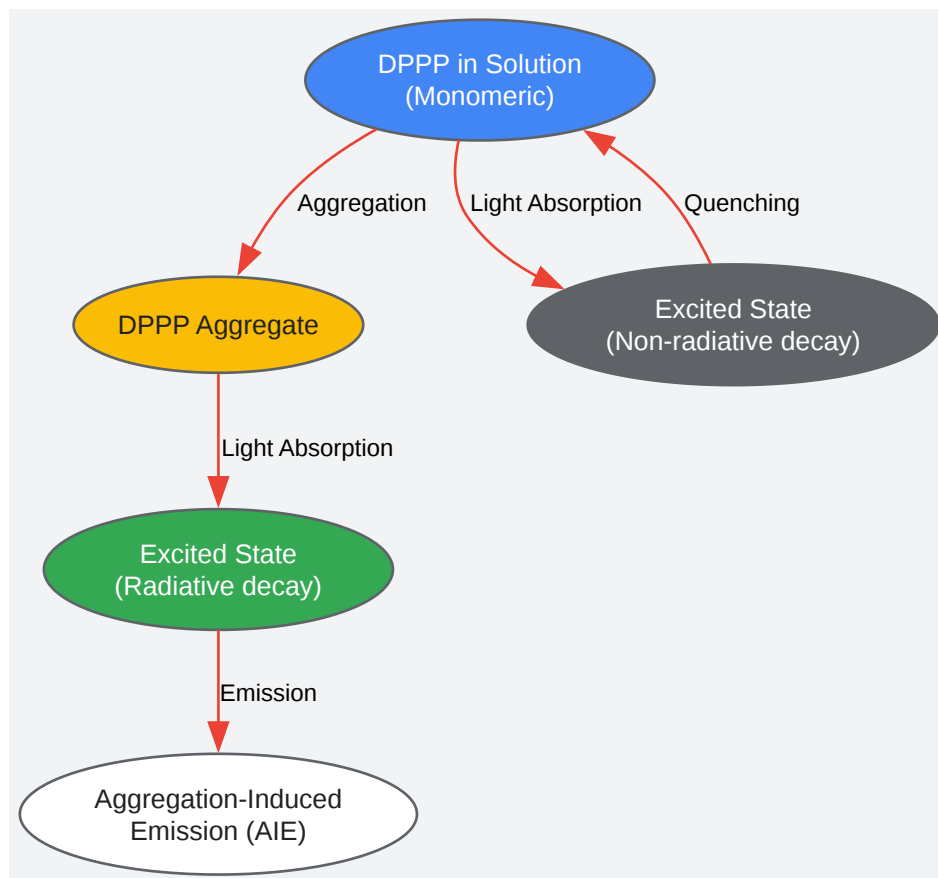 DPPP in Solution
(Monomeric)
Aggregation
Light Absorption
Quenching
DPPP Aggregate
Excited State
(Non-radiative decay)
Light Absorption
Excited State
(Radiative decay)
Emission
Aggregation-Induced
Emission (AIE)